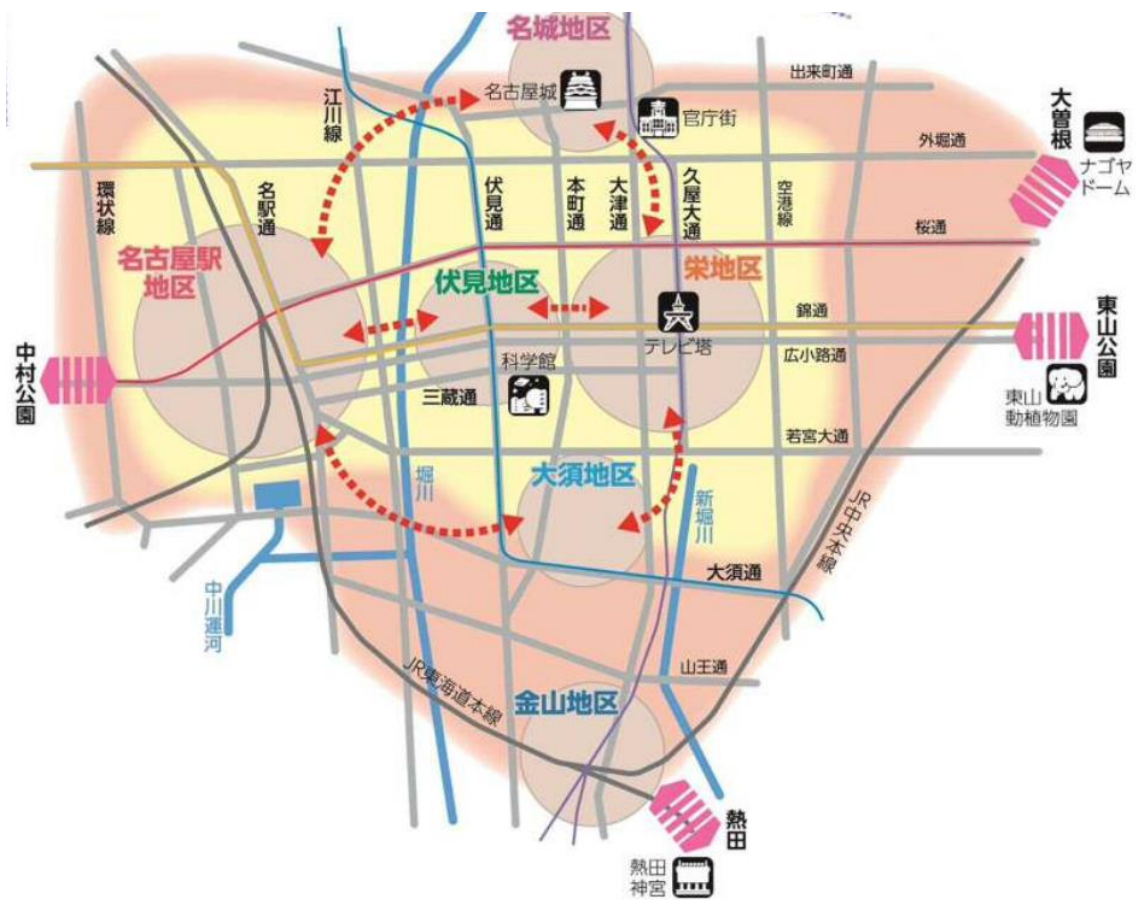 名城地区
出来町通
名古屋城
江川線
官庁街
大曽根
外堀通
ナゴヤ
ドーム
環状線
名駅通
伏見通
本町通
大津通
久屋大通
空港線
桜通
名古屋駅
地区
伏見地区
栄地区
錦通
東山公園
テレビ塔
広小路通
中村公園
科学館
三蔵通
東山
動植物園
若宮大通
堀川
大須地区
新堀川
JR中央本線
中川運河
大須通
JR東海道本線
山王通
金山地区
熱田
熱田
神宮